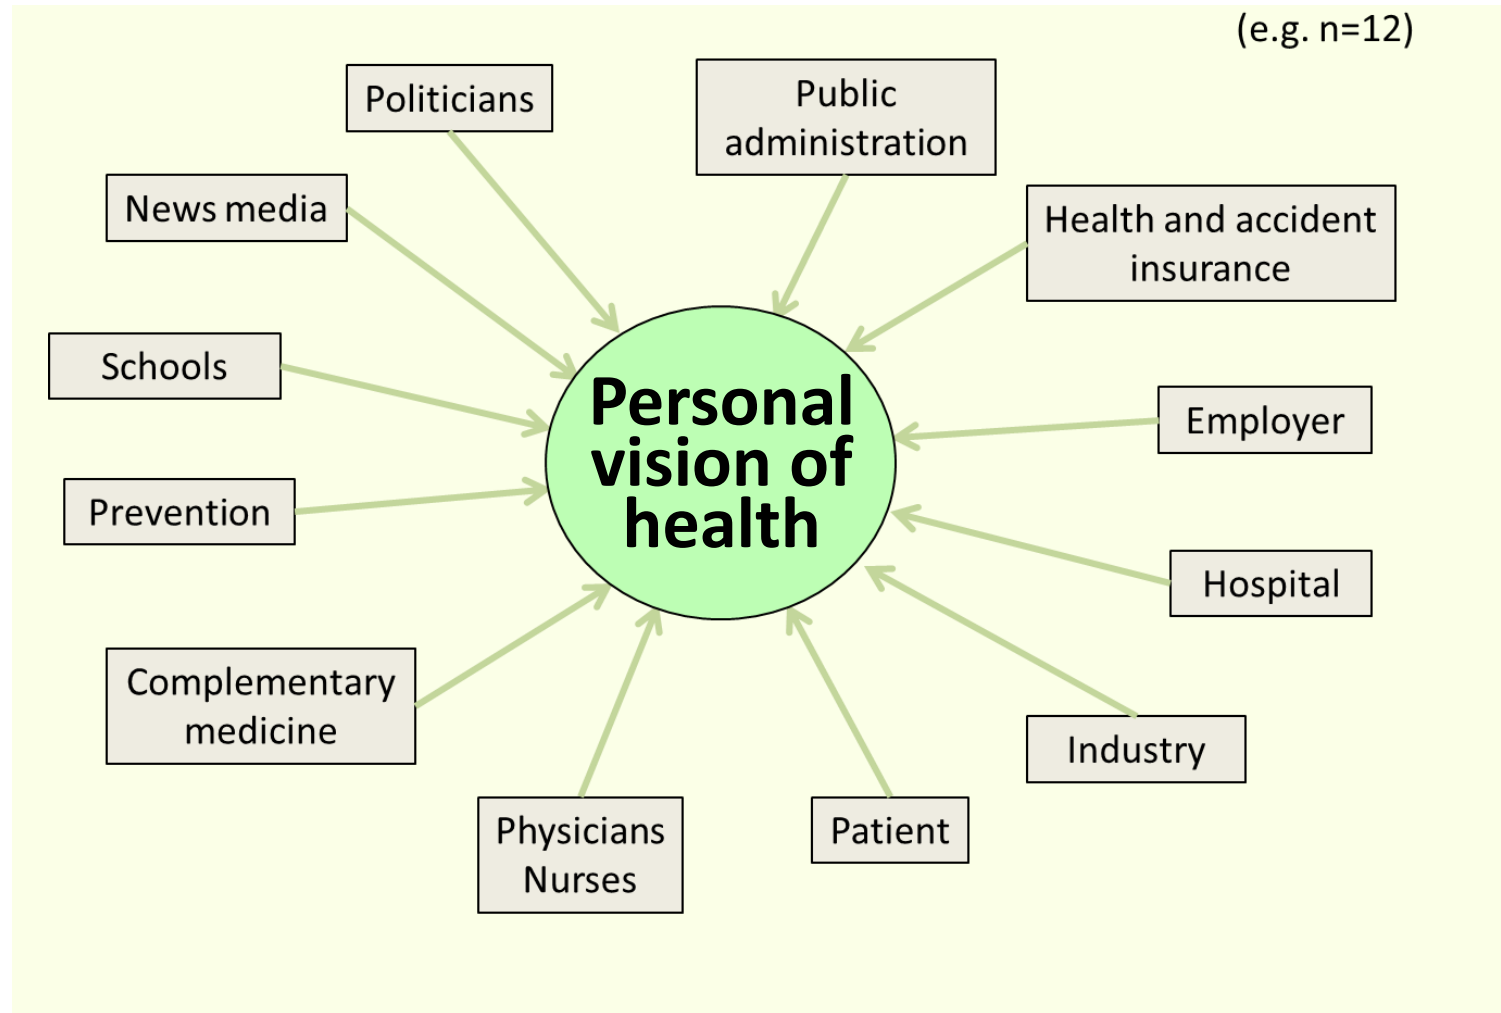 (e.g. n=12)
Politicians
Public
administration
News media
Health and accident
insurance
Schools
Personal
vision of
health
Employer
Prevention
Hospital
Complementary
medicine
Industry
Physicians
Nurses
Patient